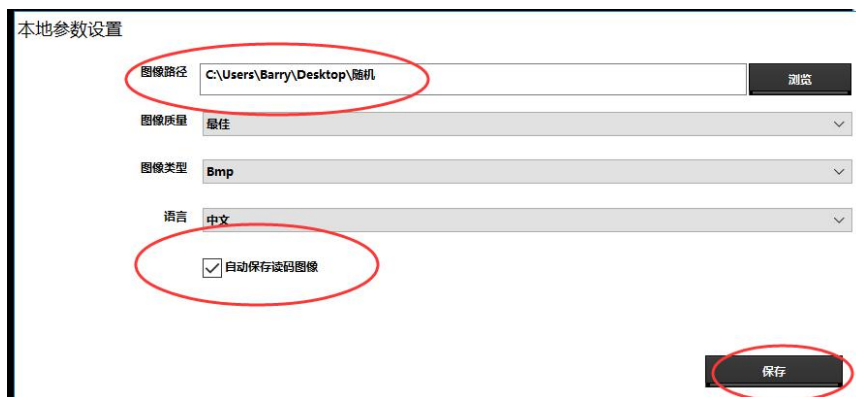 本地参数设置
图像路径 C:\Users\Barry\Desktop\随机 浏览
图像质量 最佳
图像类型 Bmp
语言 中文
自动保存读码图像
保存